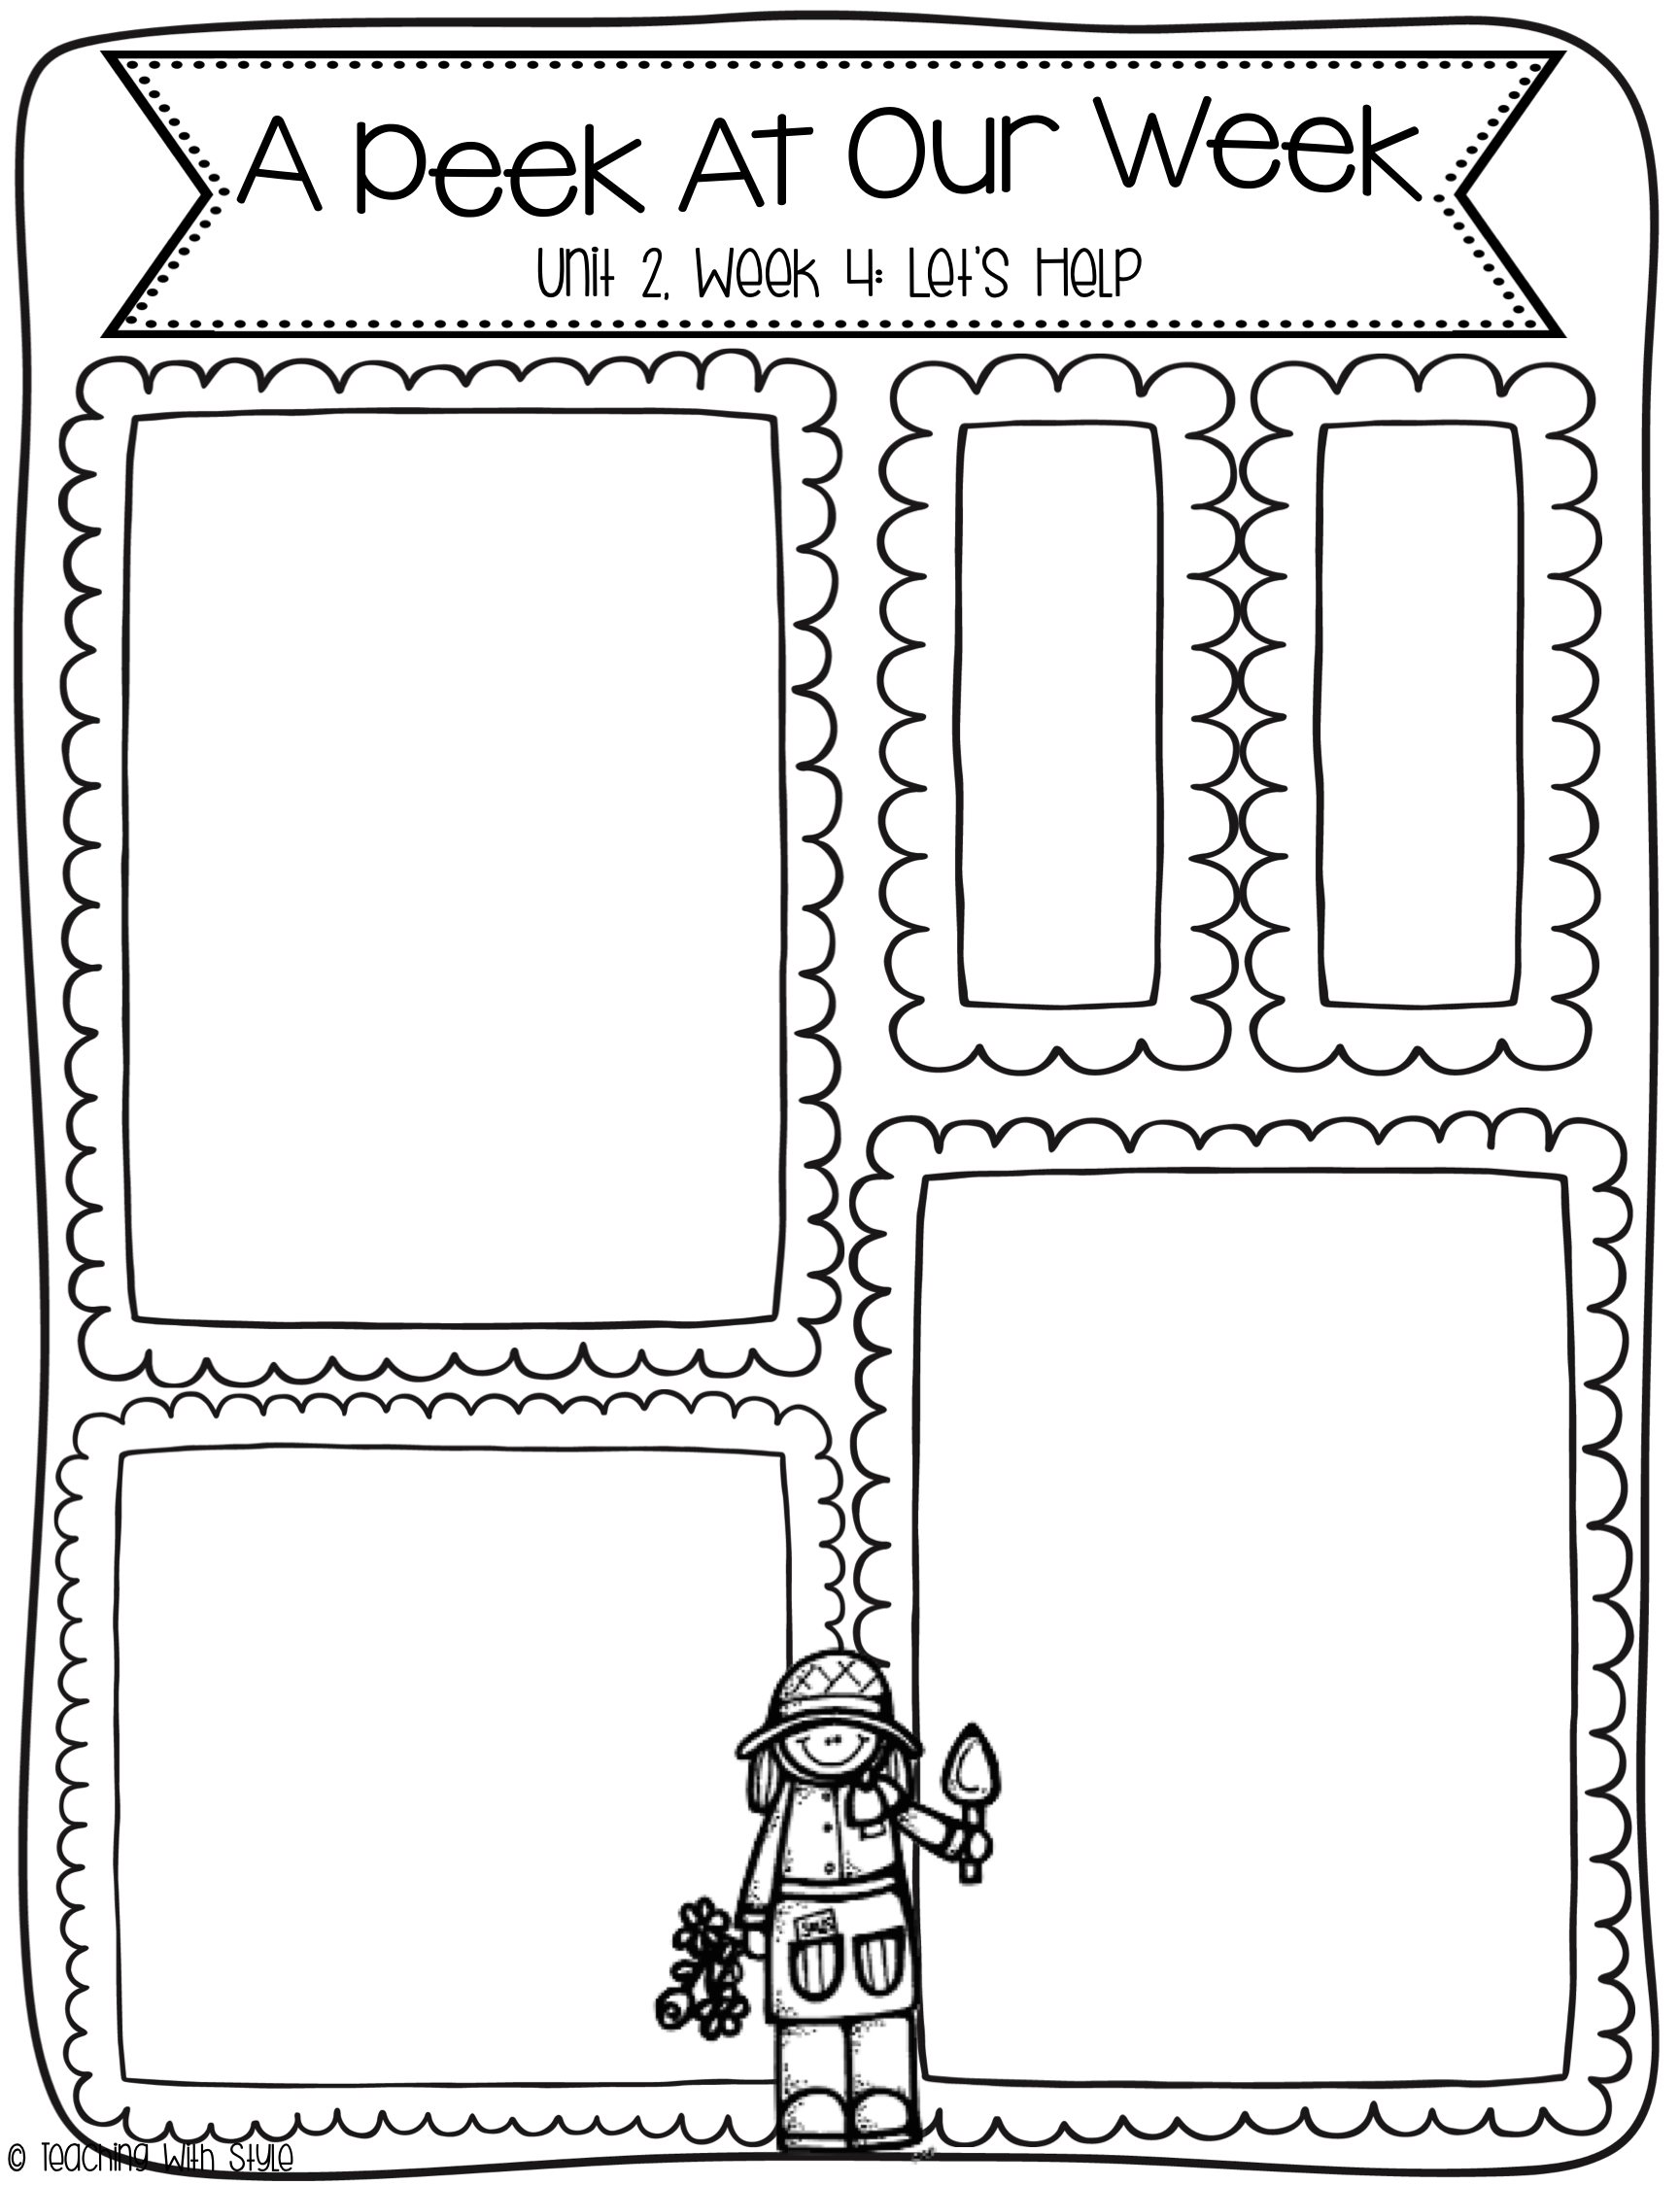 A Peek At Our Week
Unit 2, Week 4: Let's Help
© Teaching With Style